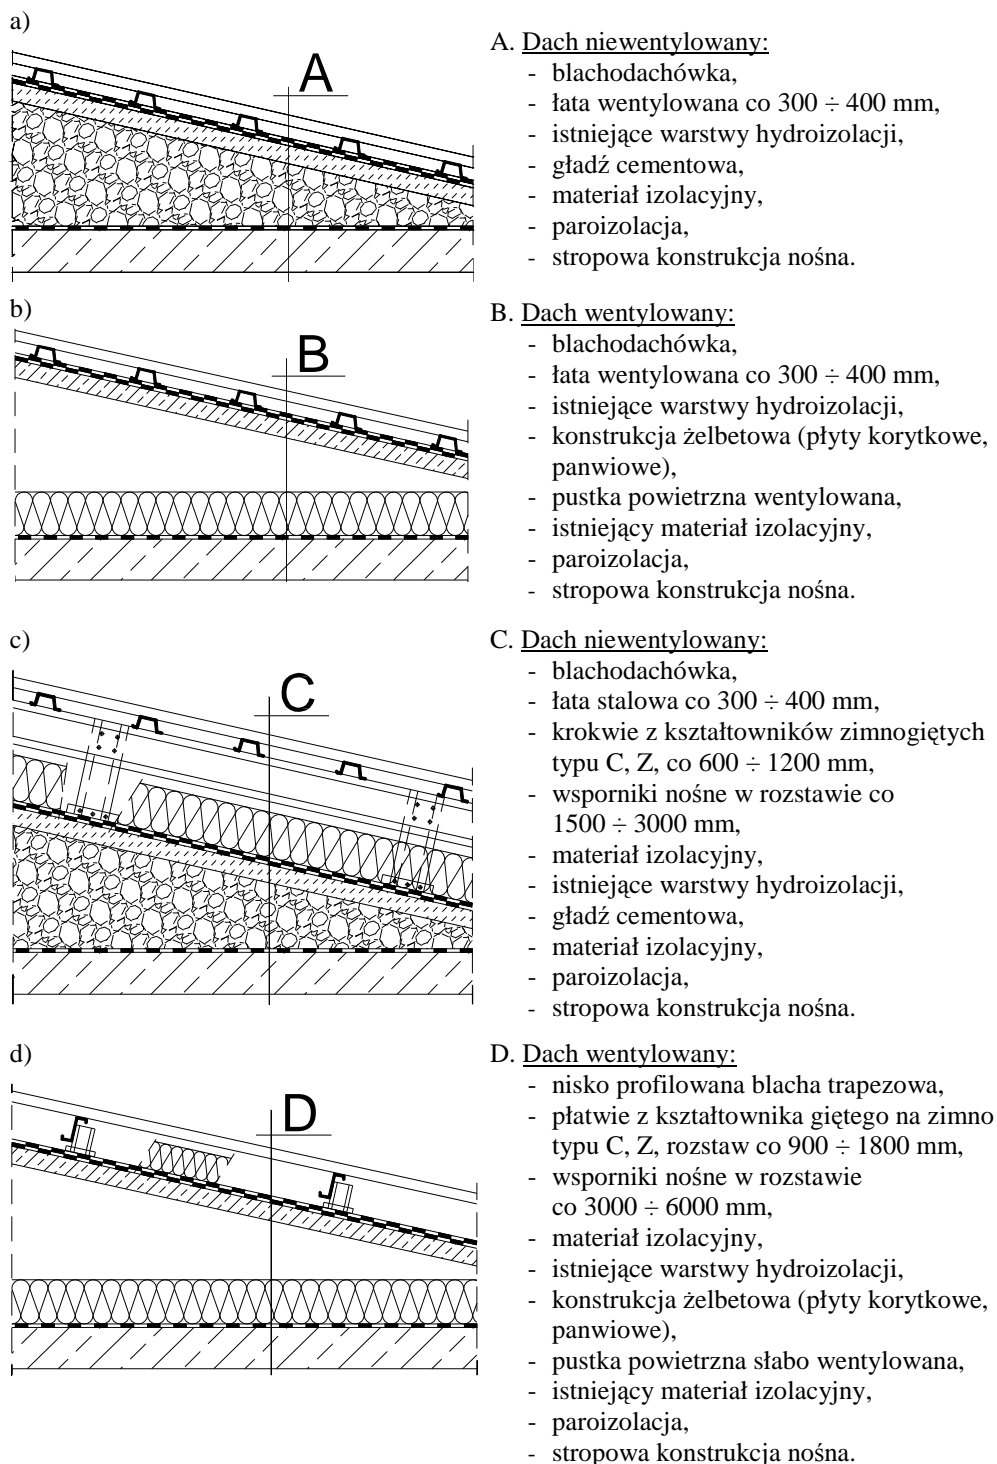 a)
A
A. Dach niewentylowany:
- blachodachówka,
- łata wentylowana co 300 ÷ 400 mm,
- istniejące warstwy hydroizolacji,
- gładź cementowa,
- materiał izolacyjny,
- paroizolacja,
- stropowa konstrukcja nośna.
b)
B
B. Dach wentylowany:
- blachodachówka,
- łata wentylowana co 300 ÷ 400 mm,
- istniejące warstwy hydroizolacji,
- konstrukcja żelbetowa (płyty korytkowe,
panwiowe),
- pustka powietrzna wentylowana,
- istniejący materiał izolacyjny,
- paroizolacja,
- stropowa konstrukcja nośna.
c)
C
C. Dach niewentylowany:
- blachodachówka,
- łata stalowa co 300 ÷ 400 mm,
- krokwie z kształtowników zimnogiętych
typu C, Z, co 600 ÷ 1200 mm,
- wsporniki nośne w rozstawie co
1500 ÷ 3000 mm,
- materiał izolacyjny,
- istniejące warstwy hydroizolacji,
- gładź cementowa,
- materiał izolacyjny,
- paroizolacja,
- stropowa konstrukcja nośna.
d)
D
D. Dach wentylowany:
- nisko profilowana blacha trapezowa,
- płatwie z kształtownika giętego na zimno
typu C, Z, rozstaw co 900 ÷ 1800 mm,
- wsporniki nośne w rozstawie
co 3000 ÷ 6000 mm,
- materiał izolacyjny,
- istniejące warstwy hydroizolacji,
- konstrukcja żelbetowa (płyty korytkowe,
panwiowe),
- pustka powietrzna słabo wentylowana,
- istniejący materiał izolacyjny,
- paroizolacja,
- stropowa konstrukcja nośna.